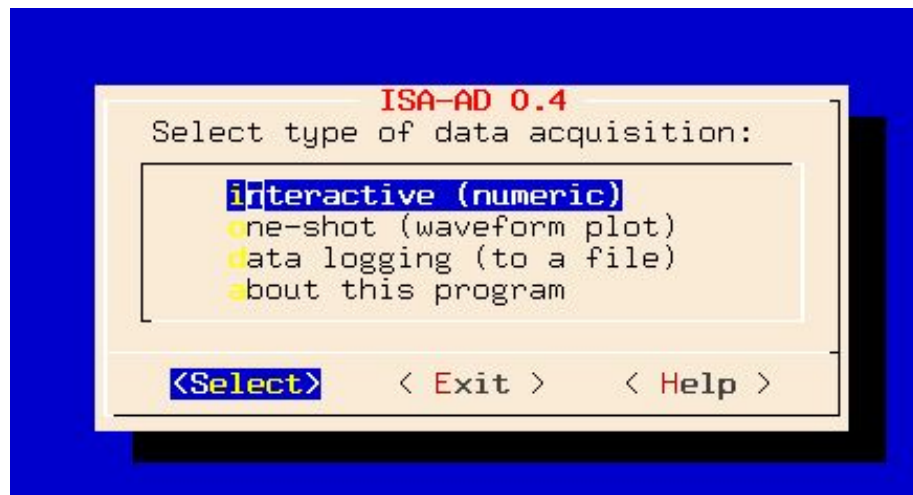 ISA-AD 0.4
Select type of data acquisition:
interactive (numeric)
one-shot (waveform plot)
data logging (to a file)
about this program
<Select> < Exit > < Help >